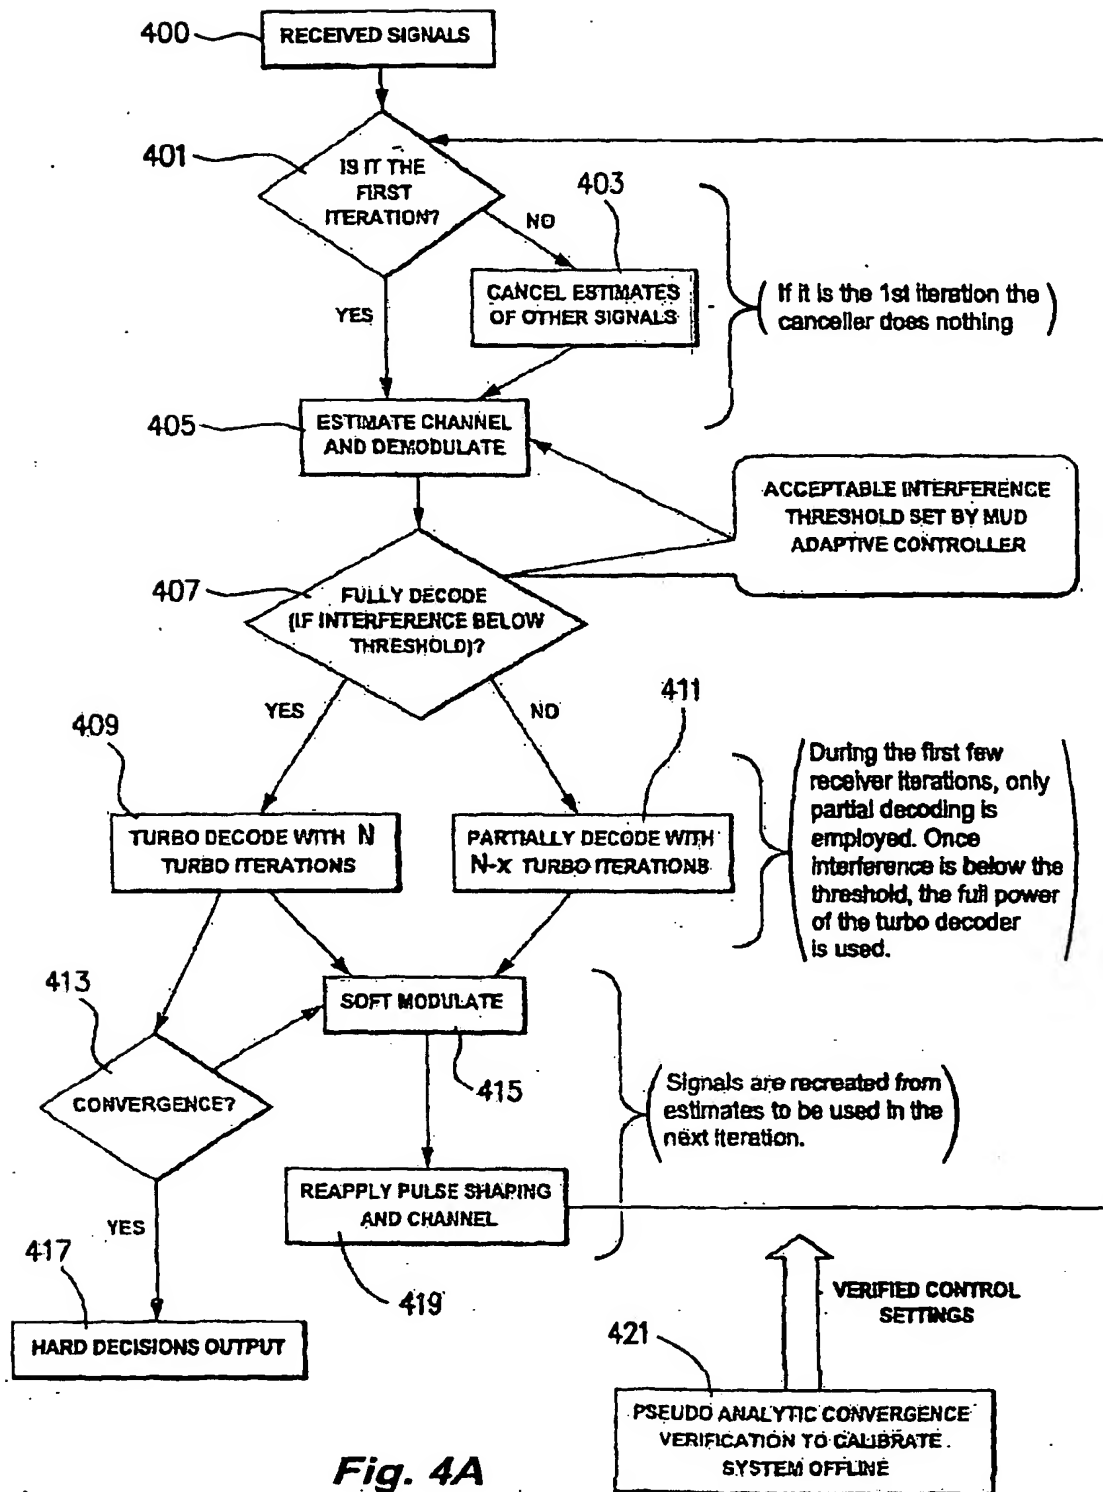 400
RECEIVED SIGNALS
401
IS IT THE
FIRST
ITERATION?
NO
403
CANCEL ESTIMATES
OF OTHER SIGNALS
If it is the 1st iteration the
canceller does nothing
YES
405
ESTIMATE CHANNEL
AND DEMODULATE
ACCEPTABLE INTERFERENCE
THRESHOLD SET BY MUD
ADAPTIVE CONTROLLER
407
FULLY DECODE
(IF INTERFERENCE BELOW
THRESHOLD)?
YES
NO
409
411
TURBO DECODE WITH N
TURBO ITERATIONS
PARTIALLY DECODE WITH
N-X TURBO ITERATIONS
During the first few
receiver iterations, only
partial decoding is
employed. Once
interference is below the
threshold, the full power
of the turbo decoder
is used.
413
CONVERGENCE?
SOFT MODULATE
415
Signals are recreated from
estimates to be used in the
next iteration.
REAPPLY PULSE SHAPING
AND CHANNEL
419
YES
417
HARD DECISIONS OUTPUT
VERIFIED CONTROL
SETTINGS
421
PSEUDO ANALYTIC CONVERGENCE
VERIFICATION TO CALIBRATE
SYSTEM OFFLINE
Fig. 4A